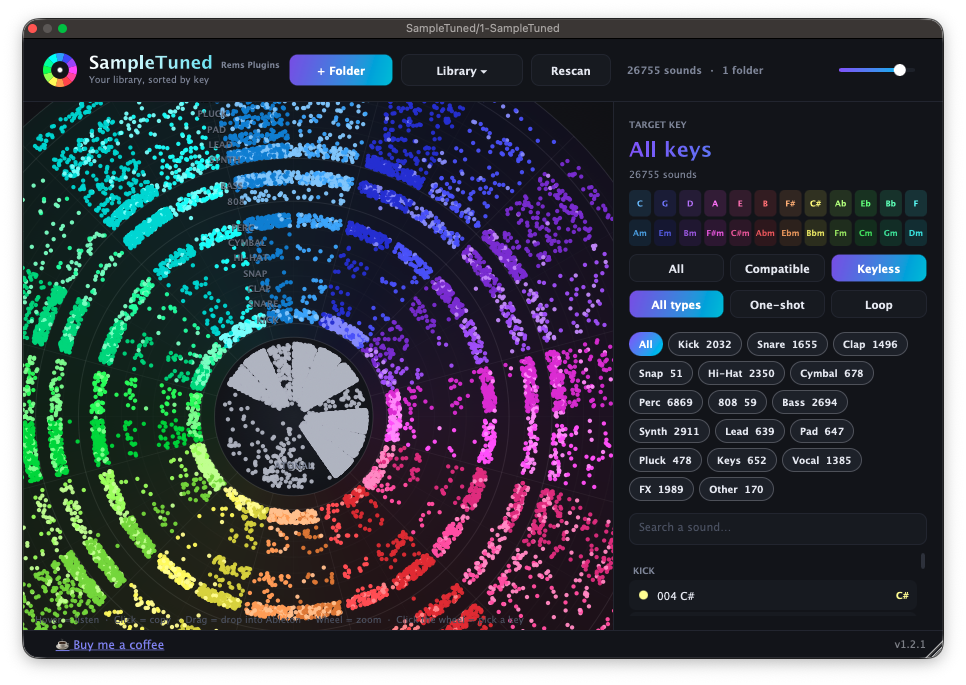 SampleTuned/1-SampleTuned
SampleTuned Rems Plugins
Your library, sorted by key
+ Folder
Library
Rescan
26755 sounds · 1 folder
PLUCK
PAD
LEAD
SYNTH
BASS
808
PERC
CYMBAL
HI-HAT
SNAP
CLAP
SNARE
TARGET KEY
All keys
26755 sounds
C G D A E B F# C# Ab Eb Bb F
Am Em Bm F#m C#m Abm Ebm Bbm Fm Cm Gm Dm
All Compatible Keyless
All types One-shot Loop
All Kick 2032 Snare 1655 Clap 1496
Snap 51 Hi-Hat 2350 Cymbal 678
Perc 6869 808 59 Bass 2694
Synth 2911 Lead 639 Pad 647
Pluck 478 Keys 652 Vocal 1385
FX 1989 Other 170
Search a sound...
KICK
004 C# C#
= copy · Drag = drop into Ableton · Wheel = zoom
☕ Buy me a coffee
v1.2.1